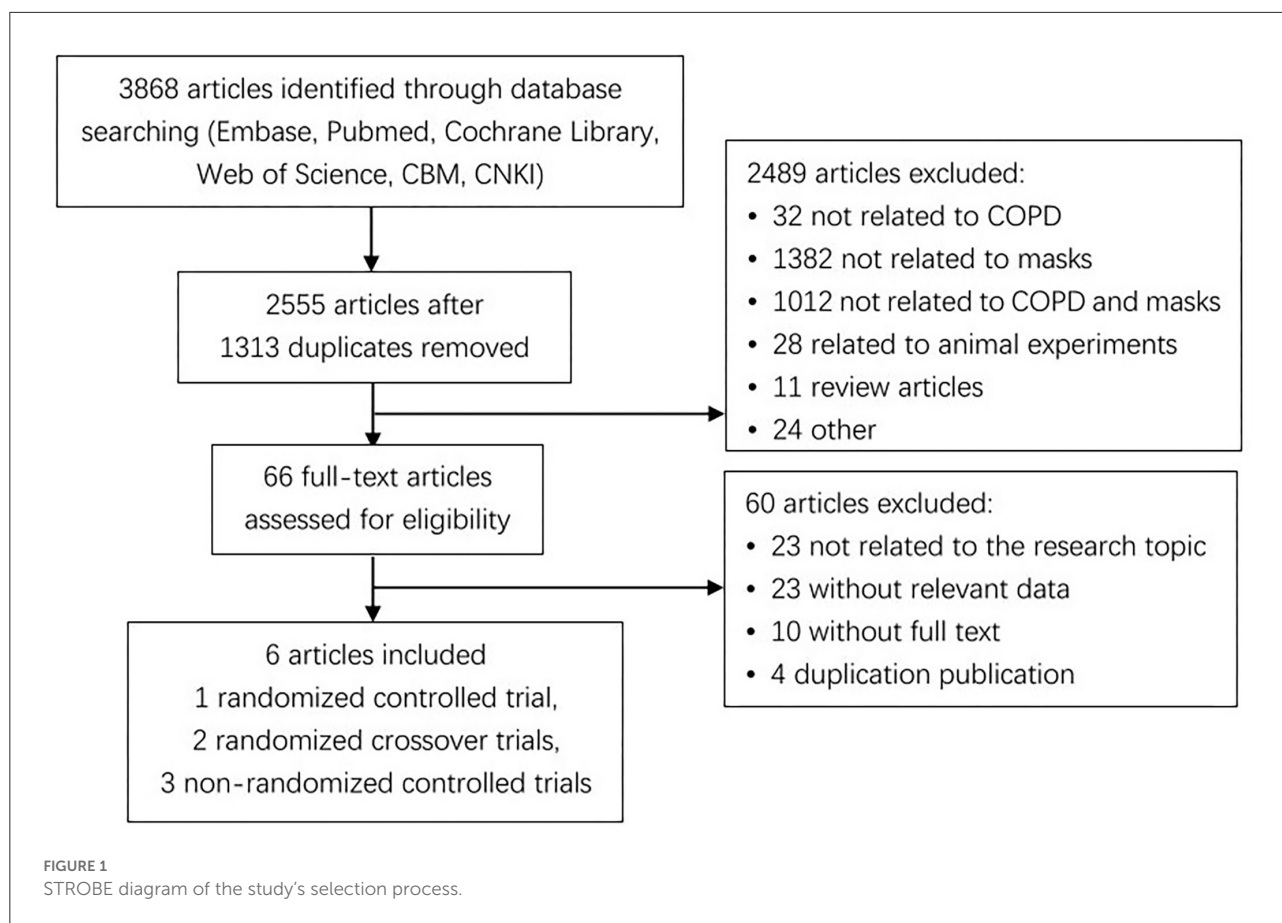 3868 articles identified through database
searching (Embase, Pubmed, Cochrane Library,
Web of Science, CBM, CNKI)
2555 articles after
1313 duplicates removed
2489 articles excluded:
• 32 not related to COPD
• 1382 not related to masks
• 1012 not related to COPD and masks
• 28 related to animal experiments
• 11 review articles
• 24 other
66 full-text articles
assessed for eligibility
60 articles excluded:
• 23 not related to the research topic
• 23 without relevant data
• 10 without full text
• 4 duplication publication
6 articles included
1 randomized controlled trial,
2 randomized crossover trials,
3 non-randomized controlled trials
FIGURE 1
STROBE diagram of the study's selection process.